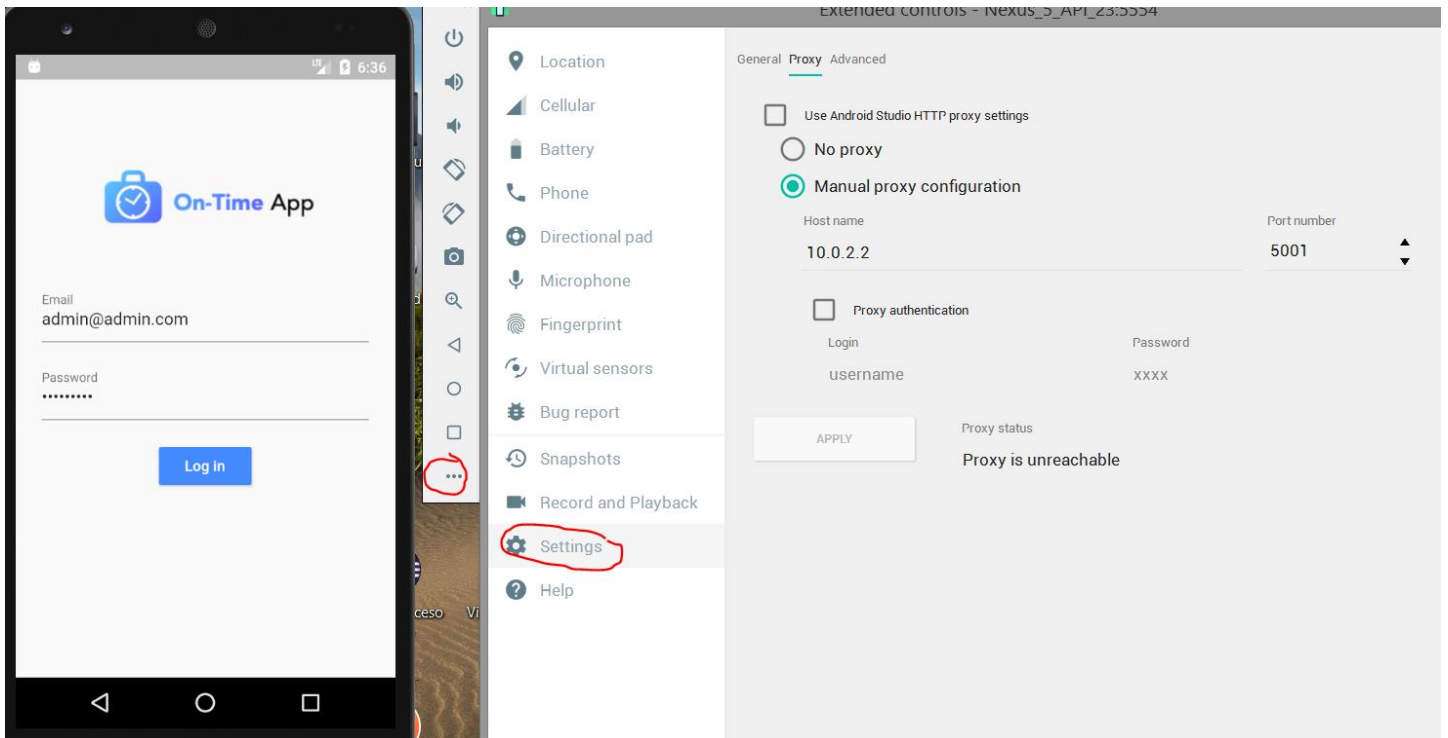 Extended controls - Nexus_5_API_23:5554
LTE 6:36
On-Time App
Email
admin@admin.com
Password
•••••••••
Log in
Location
Cellular
Battery
Phone
Directional pad
Microphone
Fingerprint
Virtual sensors
Bug report
Snapshots
Record and Playback
Settings
Help
General Proxy Advanced
Use Android Studio HTTP proxy settings
No proxy
Manual proxy configuration
Host name Port number
10.0.2.2 5001
Proxy authentication
Login Password
username xxxx
APPLY
Proxy status
Proxy is unreachable
ceso Vi